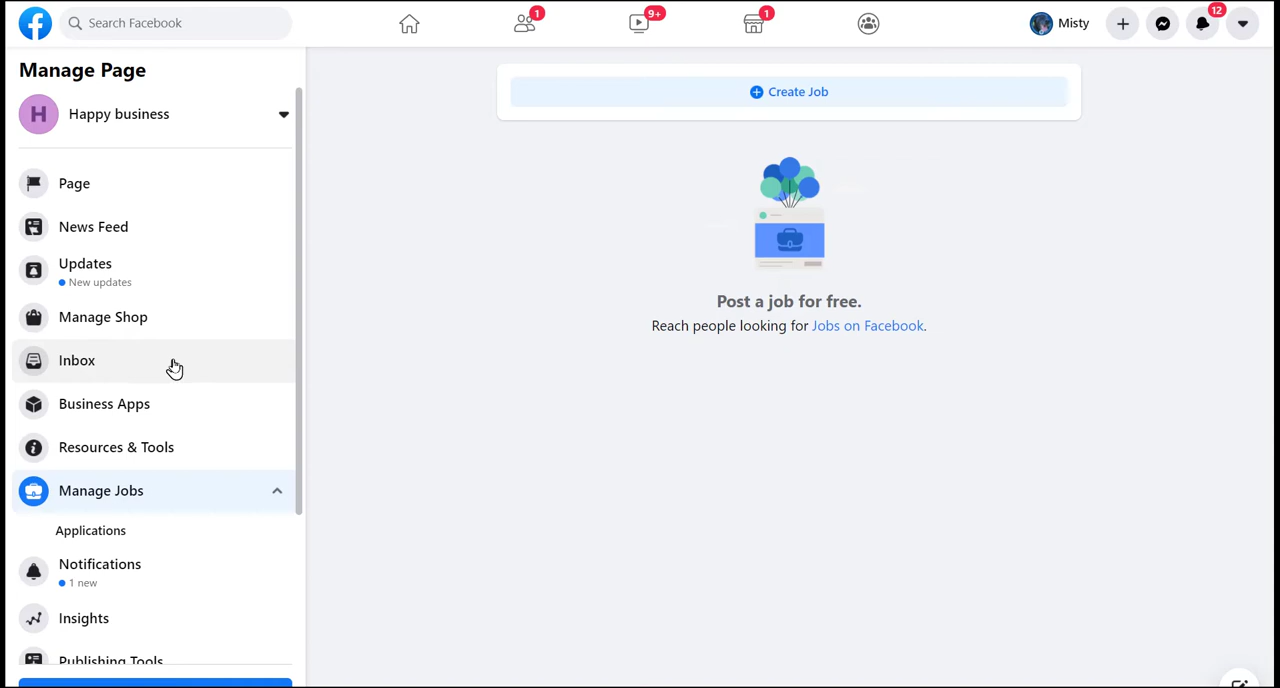 Search Facebook
1
9+
1
Misty
12
Manage Page
H
Happy business
Page
News Feed
Updates
New updates
Manage Shop
Inbox
Business Apps
Resources & Tools
Manage Jobs
Applications
Notifications
1 new
Insights
Publishing Tools
Create Job
Post a job for free.
Reach people looking for Jobs on Facebook.